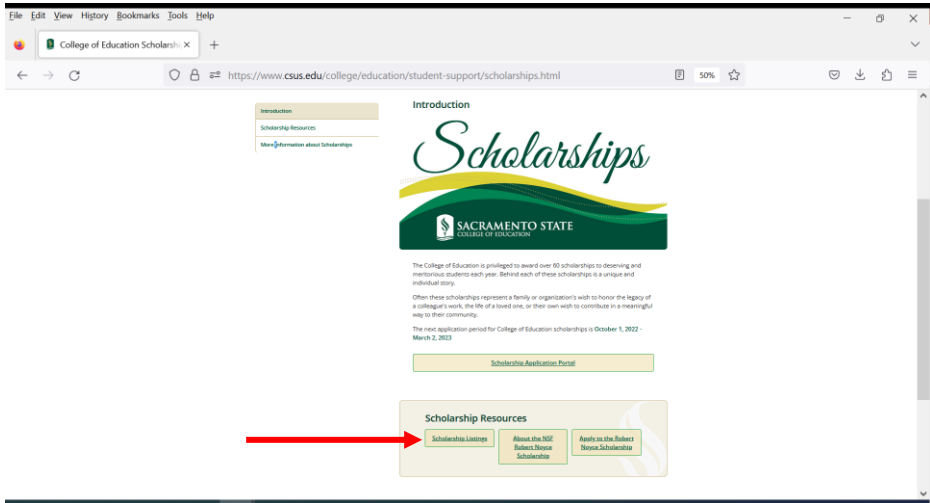 File Edit View History Bookmarks Tools Help
College of Education Scholarshi
https://www.csus.edu/college/education/student-support/scholarships.html
50%
Introduction
Scholarship Resources
More Information about Scholarships
Introduction
Scholarships
SACRAMENTO STATE
COLLEGE OF EDUCATION
The College of Education is privileged to award over 60 scholarships to deserving and
meritorious students each year. Behind each of these scholarships is a unique and
individual story.
Often these scholarships represent a family or organization's wish to honor the legacy of
a colleague's work, the life of a loved one, or their own wish to contribute in a meaningful
way to their community.
The next application period for College of Education scholarships is October 1, 2022 -
March 2, 2023
Scholarship Application Portal
Scholarship Resources
Scholarship Listings
About the NSF
Robert Noyce
Scholarship
Apply to the Robert
Noyce Scholarship